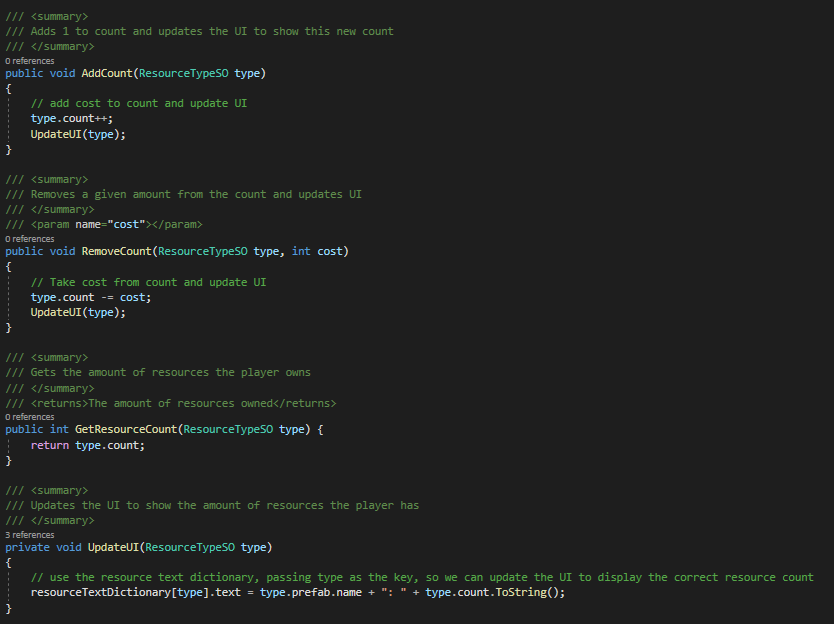 /// <summary>
/// Adds 1 to count and updates the UI to show this new count
/// </summary>
0 references
public void AddCount(ResourceTypeSO type)
{
    // add cost to count and update UI
    type.count++;
    UpdateUI(type);
}
/// <summary>
/// Removes a given amount from the count and updates UI
/// </summary>
/// <param name="cost"></param>
0 references
public void RemoveCount(ResourceTypeSO type, int cost)
{
    // Take cost from count and update UI
    type.count -= cost;
    UpdateUI(type);
}
/// <summary>
/// Gets the amount of resources the player owns
/// </summary>
/// <returns>The amount of resources owned</returns>
0 references
public int GetResourceCount(ResourceTypeSO type) {
    return type.count;
}
/// <summary>
/// Updates the UI to show the amount of resources the player has
/// </summary>
3 references
private void UpdateUI(ResourceTypeSO type)
{
    // use the resource text dictionary, passing type as the key, so we can update the UI to display the correct resource count
    resourceTextDictionary[type].text = type.prefab.name + ": " + type.count.ToString();
}